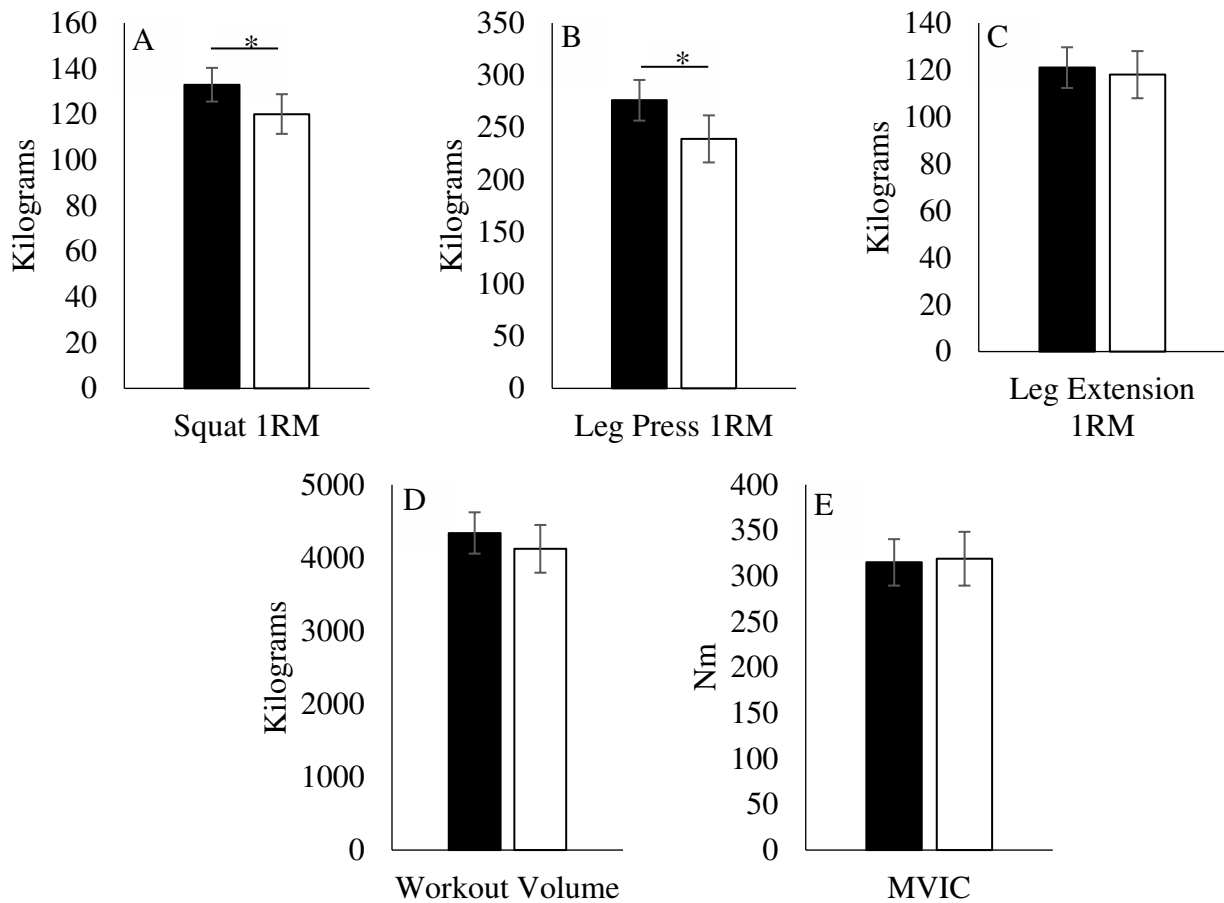 A
*
160
140
120
100
80
60
40
20
0
Kilograms
Squat 1RM
B
*
350
300
250
200
150
100
50
0
Kilograms
Leg Press 1RM
C
140
120
100
80
60
40
20
0
Kilograms
Leg Extension
1RM
D
5000
4000
3000
2000
1000
0
Kilograms
Workout Volume
E
400
350
300
250
200
150
100
50
0
Nm
MVIC